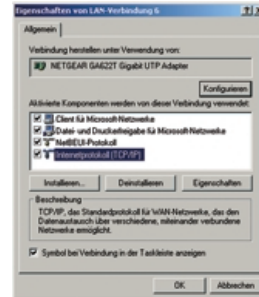 Eigenschaften von LAN-Verbindung 6
Allgemein
Verbindung herstellen unter Verwendung von:
NETGEAR GA622T Gigabit UTP Adapter
Konfigurieren
Aktivierte Komponenten werden von dieser Verbindung verwendet:
Client für Microsoft-Netzwerke
Datei- und Druckerfreigabe für Microsoft-Netzwerke
NetBEUI-Protokoll
Internetprotokoll (TCP/IP)
Installieren...
Deinstallieren
Eigenschaften
Beschreibung
TCP/IP, das Standardprotokoll für WAN-Netzwerke, das den
Datenaustausch über verschiedene, miteinander verbundene
Netzwerke ermöglicht.
Symbol bei Verbindung in der Taskleiste anzeigen
OK
Abbrechen